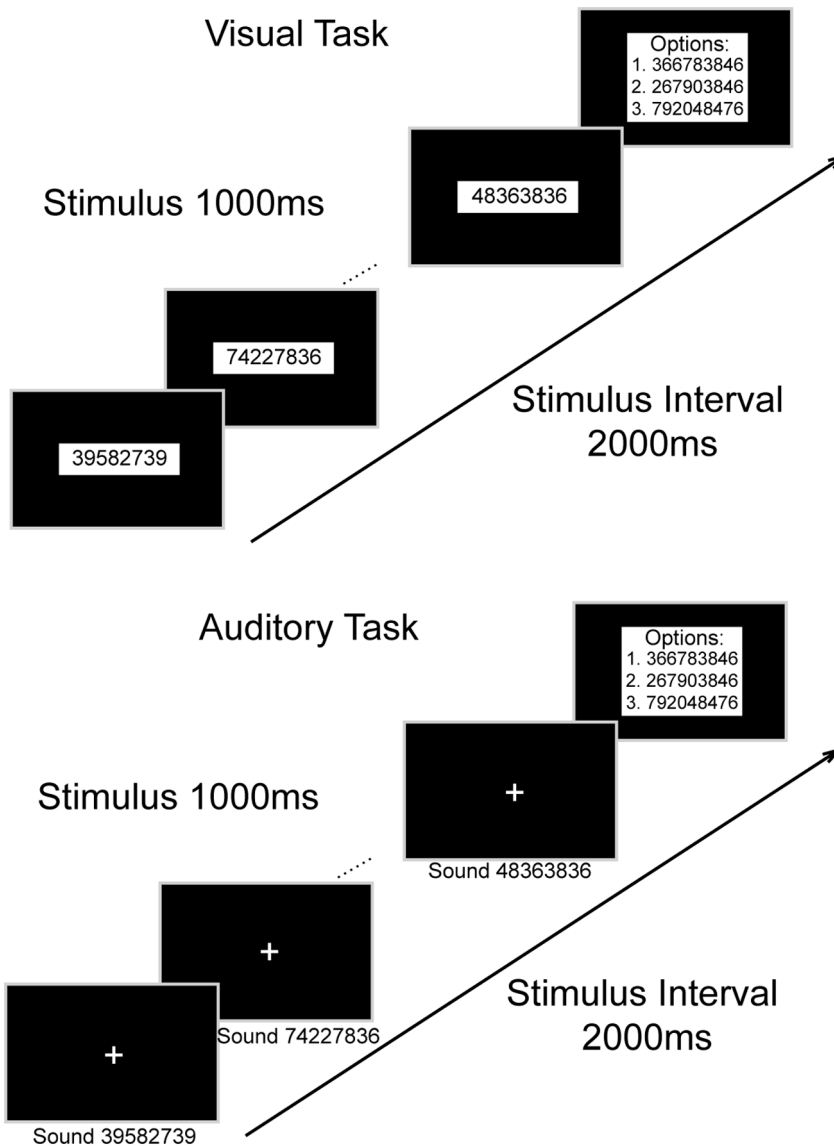 Visual Task
Options:
1. 366783846
2. 267903846
3. 792048476
48363836
Stimulus 1000ms
74227836
Stimulus Interval
2000ms
39582739
Auditory Task
Options:
1. 366783846
2. 267903846
3. 792048476
Stimulus 1000ms
+
Sound 48363836
+
Stimulus Interval
2000ms
Sound 74227836
+
Sound 39582739